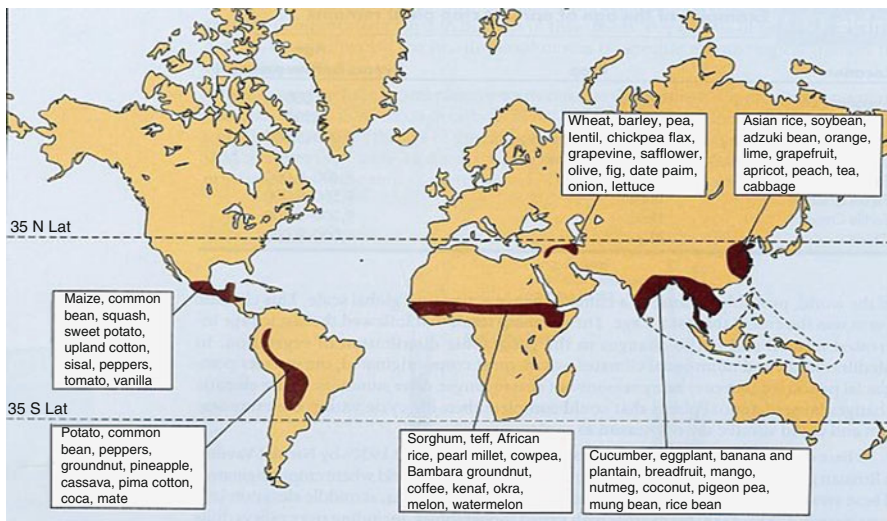 Wheat, barley, pea,
lentil, chickpea flax,
grapevine, safflower,
olive, fig, date paim,
onion, lettuce
Asian rice, soybean,
adzuki bean, orange,
lime, grapefruit,
apricot, peach, tea,
cabbage
35 N Lat
Maize, common
bean, squash,
sweet potato,
upland cotton,
sisal, peppers,
tomato, vanilla
35 S Lat
Potato, common
bean, peppers,
groundnut, pineapple,
cassava, pima cotton,
coca, mate
Sorghum, teff, African
rice, pearl millet, cowpea,
Bambara groundnut,
coffee, kenaf, okra,
melon, watermelon
Cucumber, eggplant, banana and
plantain, breadfruit, mango,
nutmeg, coconut, pigeon pea,
mung bean, rice bean